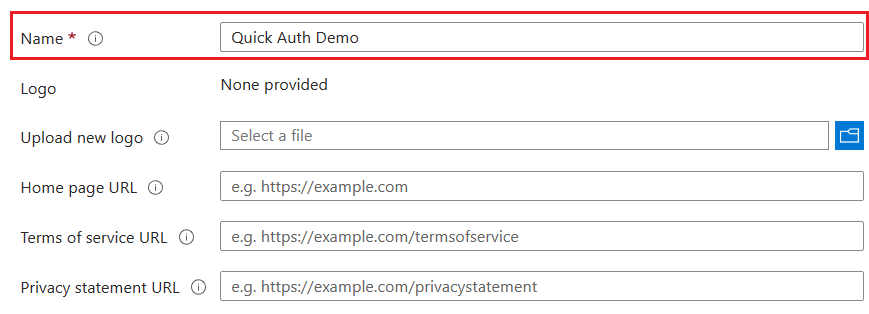 Name * Quick Auth Demo
Logo None provided
Upload new logo Select a file
Home page URL e.g. https://example.com
Terms of service URL e.g. https://example.com/termsofservice
Privacy statement URL e.g. https://example.com/privacystatement